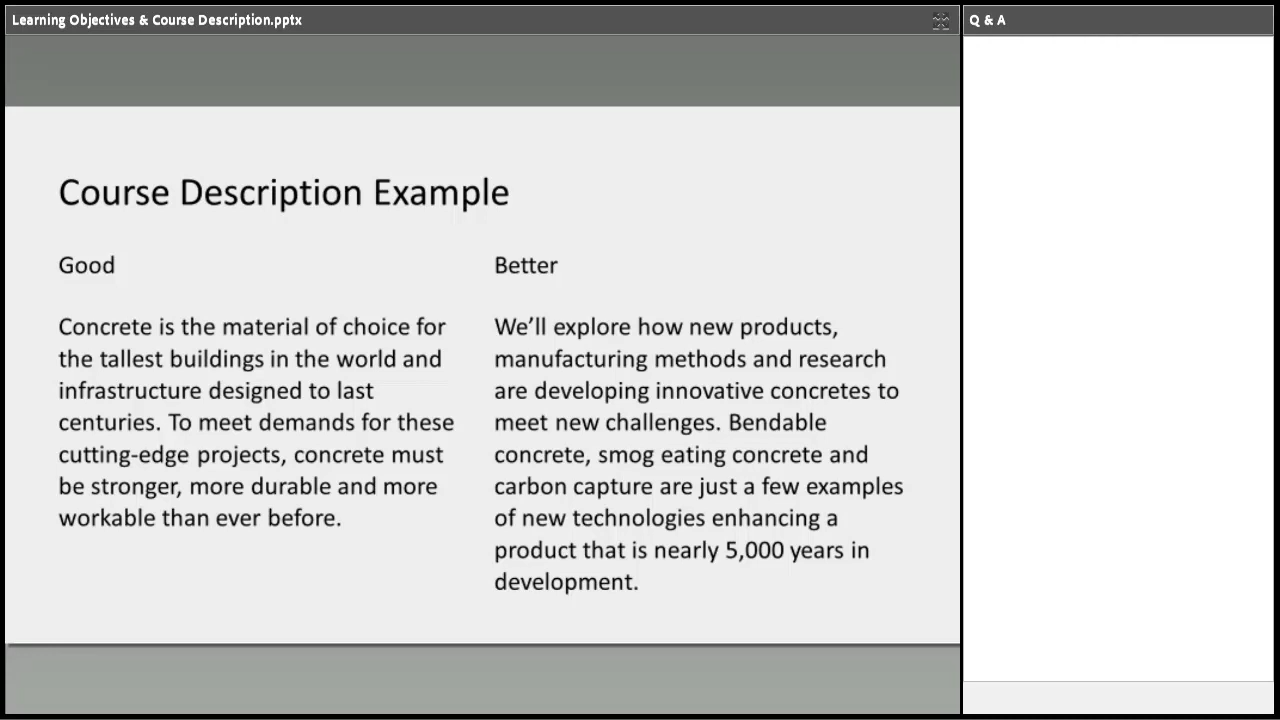 Learning Objectives & Course Description.pptx
Q & A
Course Description Example
Good
Concrete is the material of choice for
the tallest buildings in the world and
infrastructure designed to last
centuries. To meet demands for these
cutting-edge projects, concrete must
be stronger, more durable and more
workable than ever before.
Better
We’ll explore how new products,
manufacturing methods and research
are developing innovative concretes to
meet new challenges. Bendable
concrete, smog eating concrete and
carbon capture are just a few examples
of new technologies enhancing a
product that is nearly 5,000 years in
development.